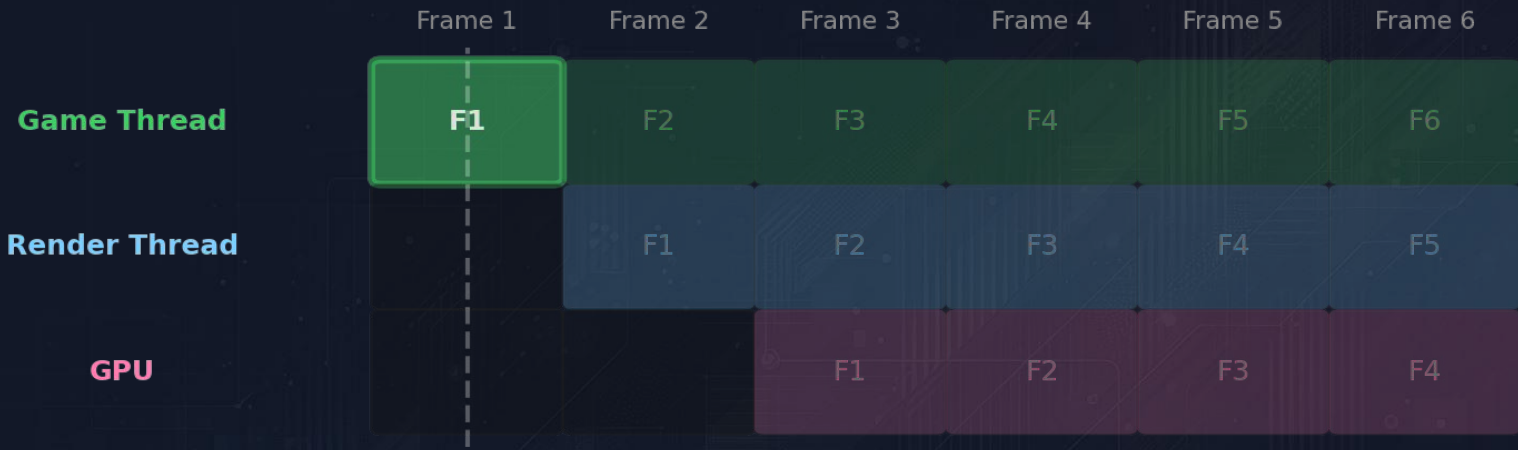 Frame 1 Frame 2 Frame 3 Frame 4 Frame 5 Frame 6
Game Thread F1 F2 F3 F4 F5 F6
Render Thread F1 F2 F3 F4 F5
GPU F1 F2 F3 F4